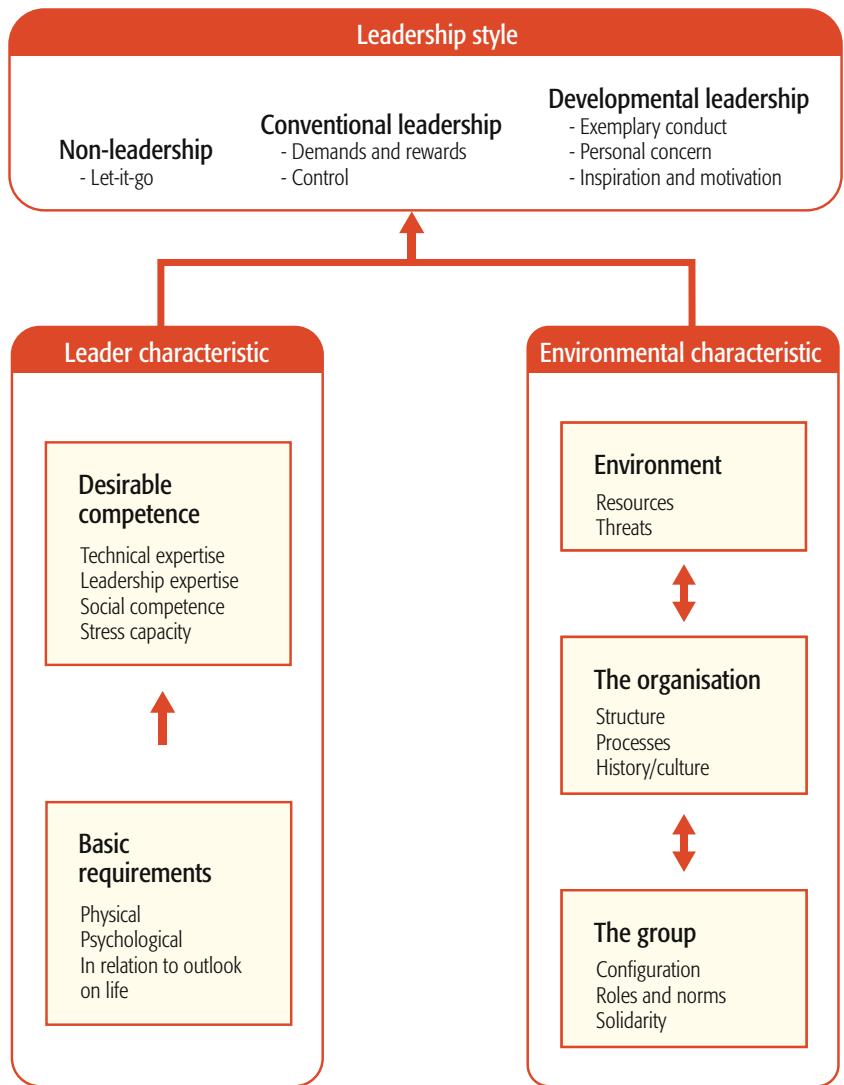 Leadership style
Non-leadership
- Let-it-go
Conventional leadership
- Demands and rewards
- Control
Developmental leadership
- Exemplary conduct
- Personal concern
- Inspiration and motivation
Leader characteristic
Desirable
competence
Technical expertise
Leadership expertise
Social competence
Stress capacity
Basic
requirements
Physical
Psychological
In relation to outlook
on life
Environmental characteristic
Environment
Resources
Threats
The organisation
Structure
Processes
History/culture
The group
Configuration
Roles and norms
Solidarity